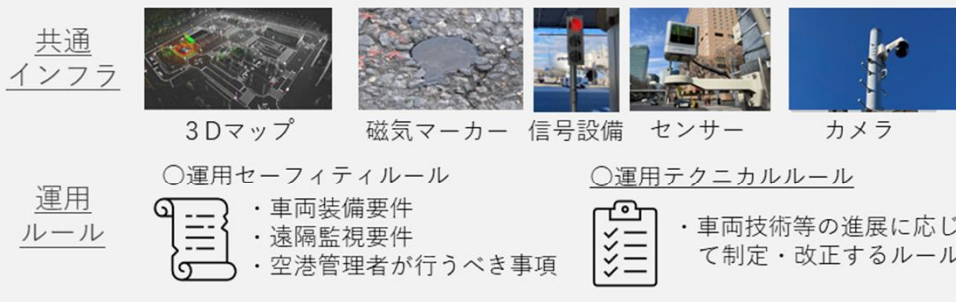 共通
インフラ
3Dマップ
磁気マーカー
信号設備
センサー
カメラ
運用
ルール
〇運用セーフィティルール
・車両装備要件
・遠隔監視要件
・空港管理者が行うべき事項
〇運用テクニカルルール
・車両技術等の進展に応じ
て制定・改正するルール